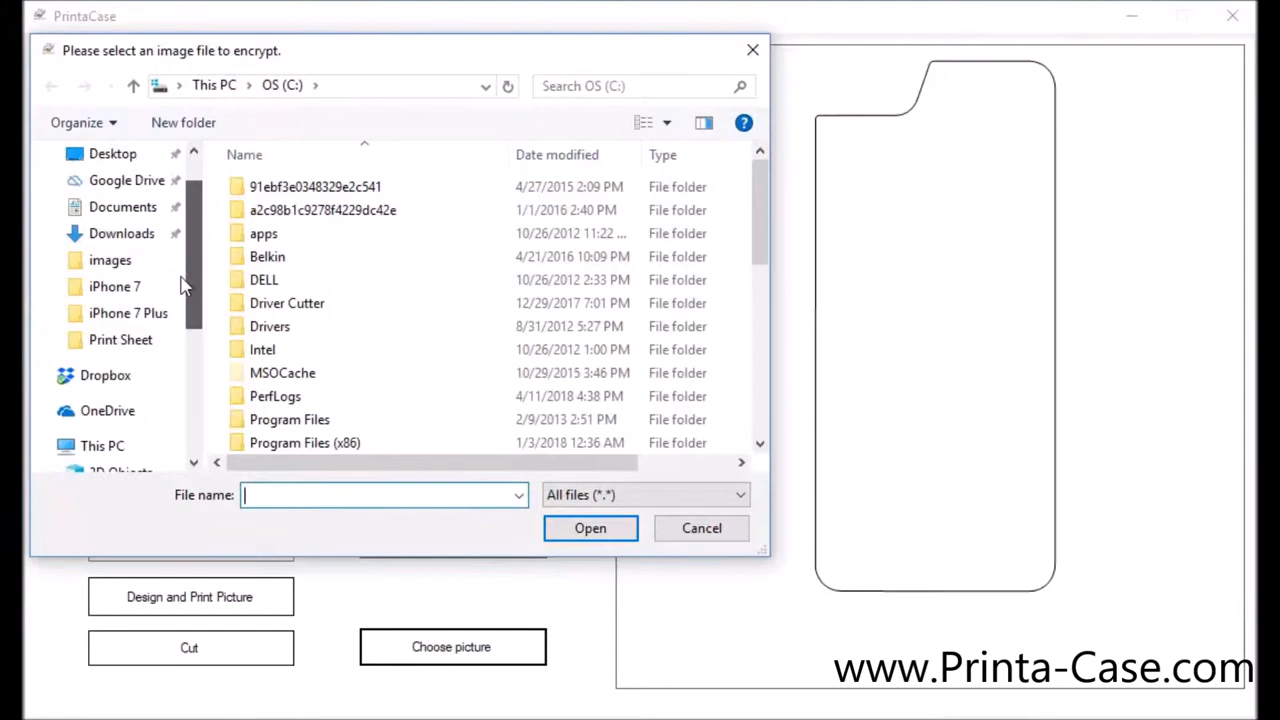 PrintaCase
Please select an image file to encrypt.
This PC > OS (C:) >
Search OS (C:)
Organize
New folder
Desktop
Google Drive
Documents
Downloads
images
iPhone 7
iPhone 7 Plus
Print Sheet
Dropbox
OneDrive
This PC
3D Objects
Name Date modified Type
91ebf3e0348329e2c541 4/27/2015 2:09 PM File folder
a2c98b1c9278f4229dc42e 1/1/2016 2:40 PM File folder
apps 10/26/2012 11:22 ... File folder
Belkin 4/21/2016 10:09 PM File folder
DELL 10/26/2012 2:33 PM File folder
Driver Cutter 12/29/2017 7:01 PM File folder
Drivers 8/31/2012 5:27 PM File folder
Intel 10/26/2012 1:00 PM File folder
MSOCache 10/29/2015 3:46 PM File folder
PerfLogs 4/11/2018 4:38 PM File folder
Program Files 2/9/2013 2:51 PM File folder
Program Files (x86) 1/3/2018 12:36 AM File folder
File name:
All files (*.*)
Open
Cancel
Design and Print Picture
Cut
Choose picture
www.Printa-Case.com